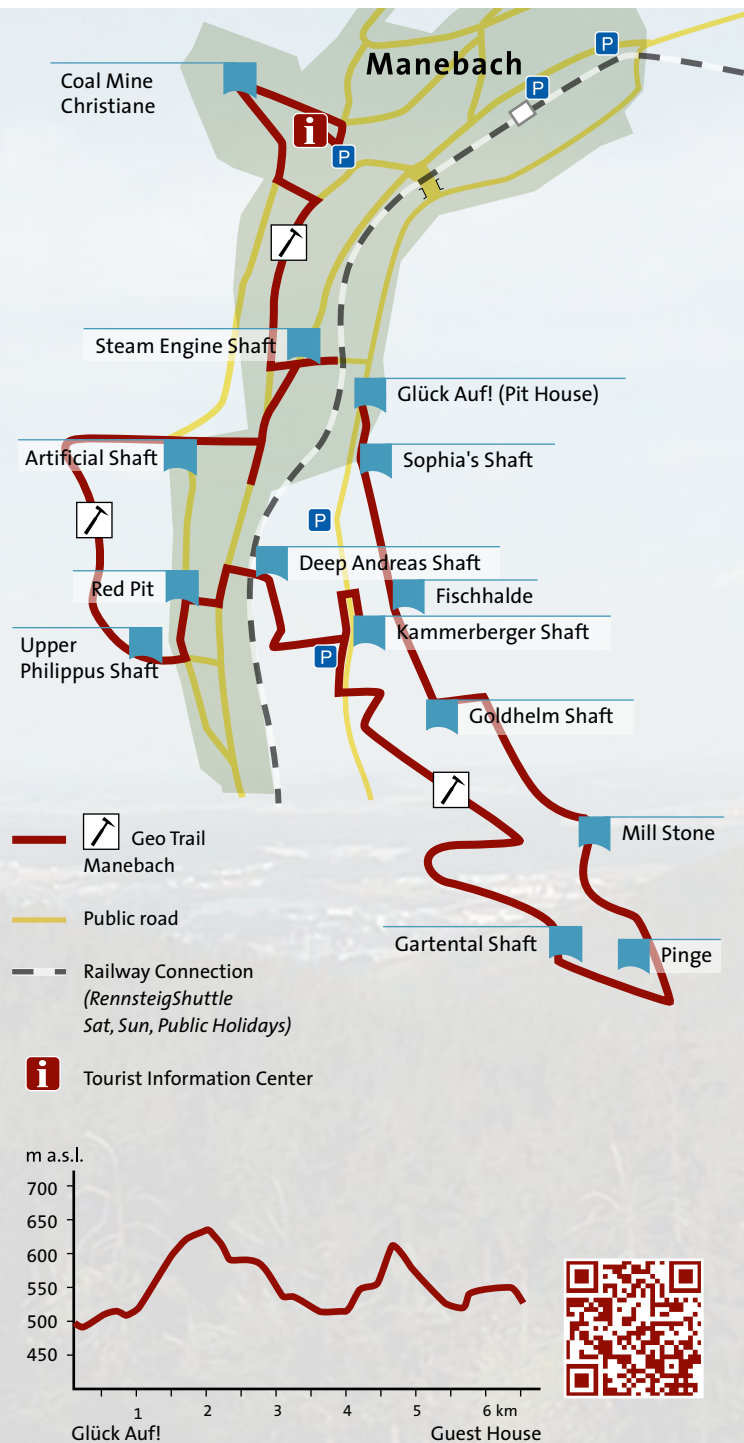 Manebach
P
P
Coal Mine
Christiane
i
P
Steam Engine Shaft
Glück Auf! (Pit House)
Artificial Shaft
Sophia's Shaft
P
Deep Andreas Shaft
Red Pit
Fischhalde
Upper
Philippus Shaft
Kammerberger Shaft
P
Goldhelm Shaft
Mill Stone
Gartental Shaft
Pinge
Geo Trail
Manebach
Public road
Railway Connection
(RennsteigShuttle
Sat, Sun, Public Holidays)
i
Tourist Information Center
m a.s.l.
700
650
600
550
500
450
1 2 3 4 5 6 km
Glück Auf! Guest House